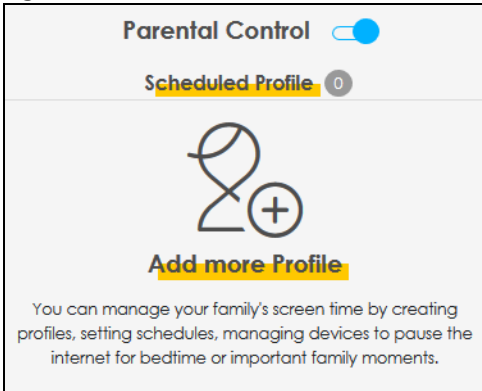 Parental Control
Scheduled Profile 0
Add more Profile
You can manage your family's screen time by creating
profiles, setting schedules, managing devices to pause the
internet for bedtime or important family moments.